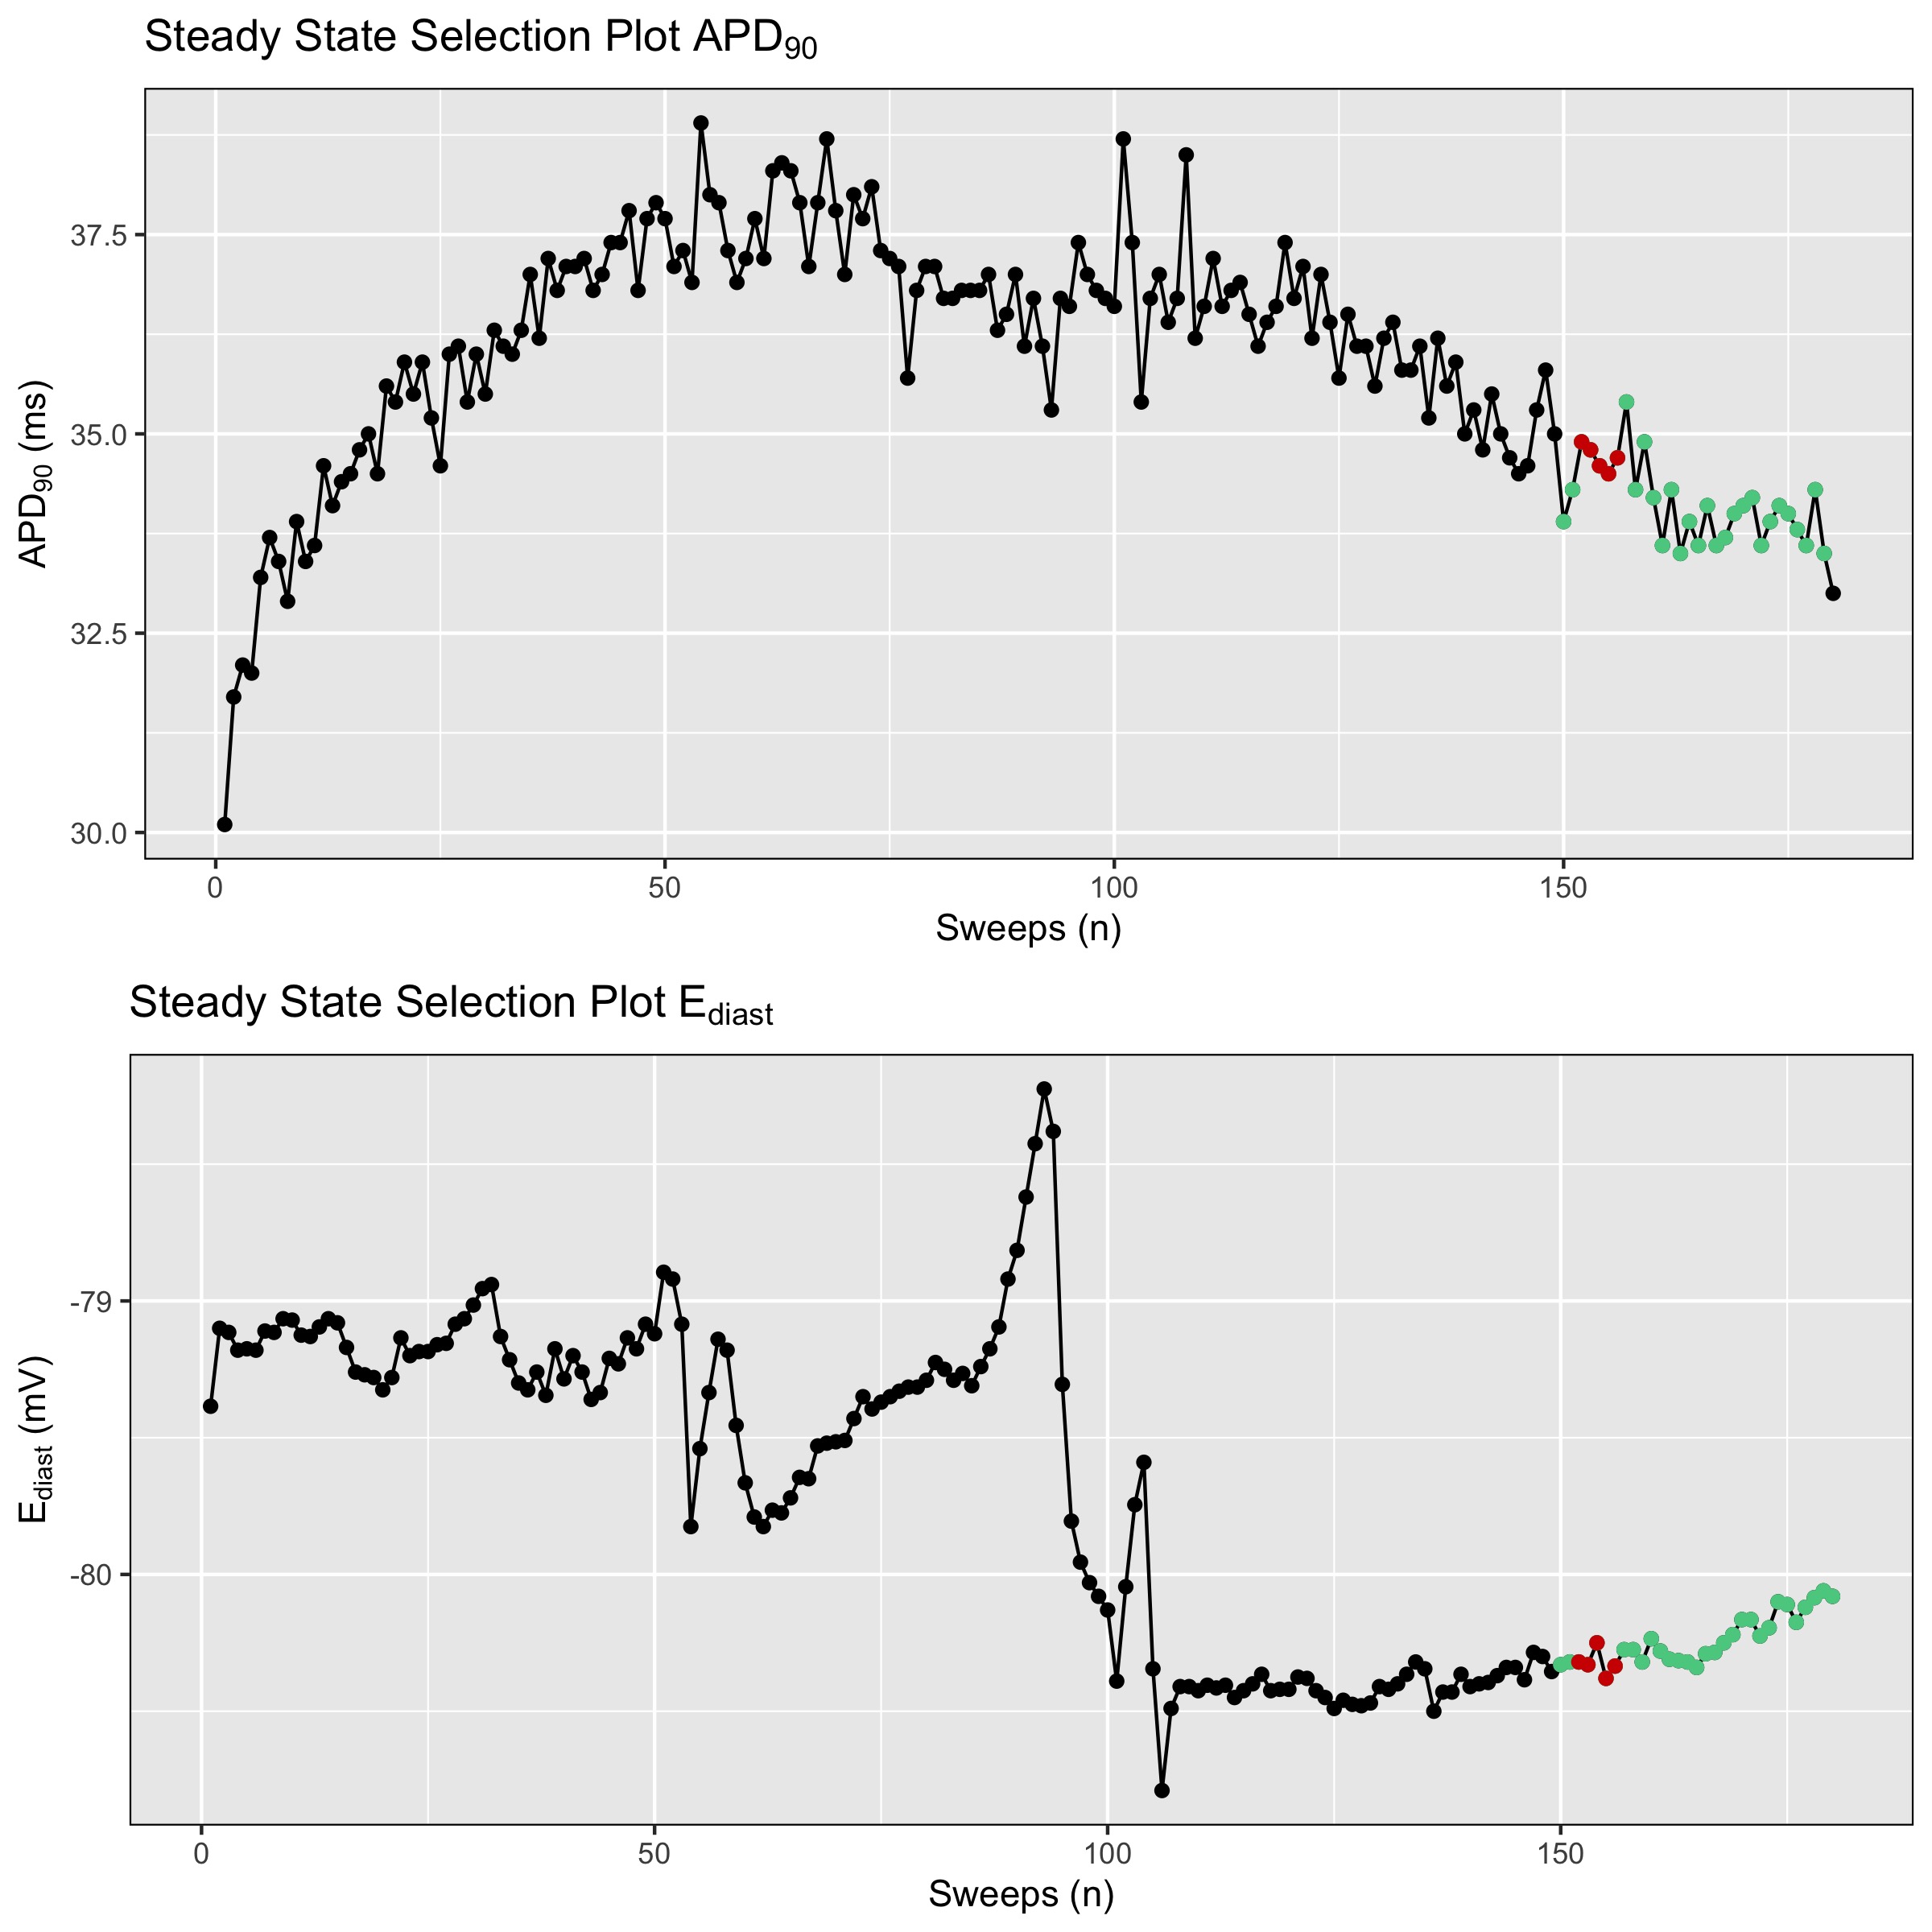 Steady State Selection Plot APD90
37.5
35.0
32.5
30.0
APD90 (ms)
0 50 100 150
Sweeps (n)
Steady State Selection Plot Ediast
-79
-80
Ediast (mV)
0 50 100 150
Sweeps (n)